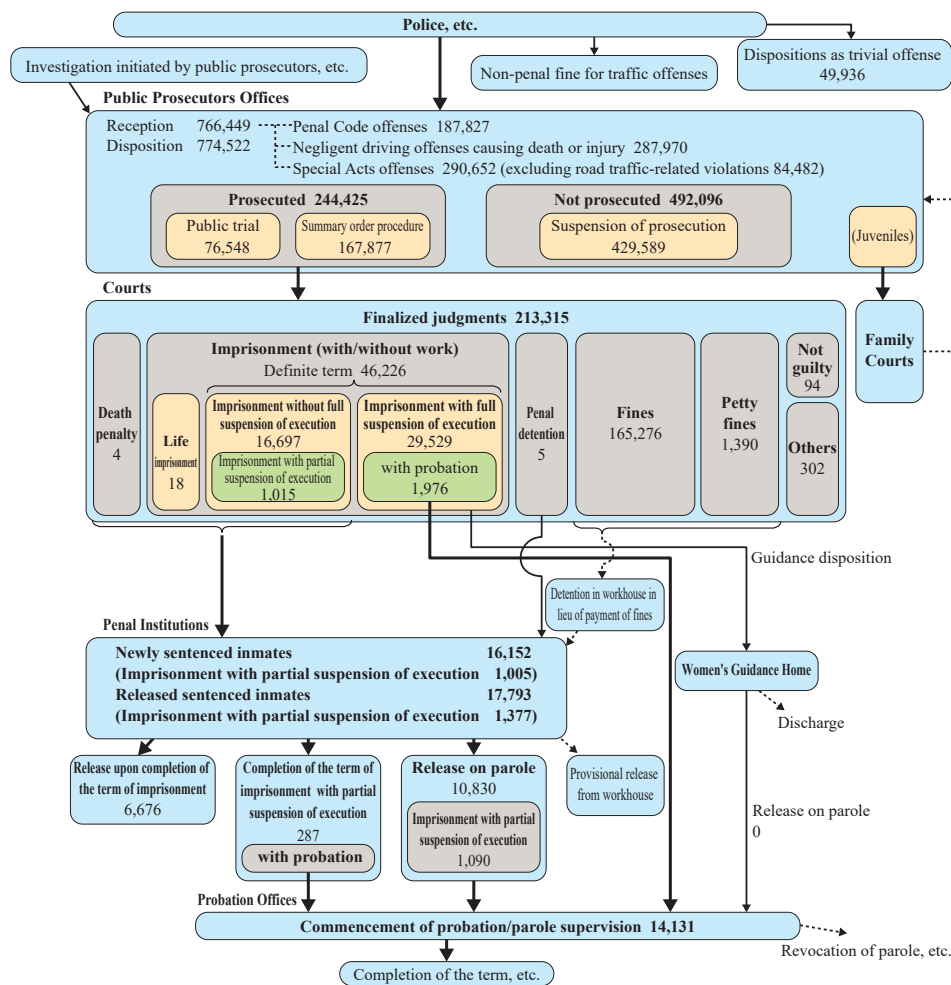 Police, etc.
Investigation initiated by public prosecutors, etc.
Non-penal fine for traffic offenses
Dispositions as trivial offense
49,936
Public Prosecutors Offices
Reception 766,449
Penal Code offenses 187,827
Disposition 774,522
Negligent driving offenses causing death or injury 287,970
Special Acts offenses 290,652 (excluding road traffic-related violations 84,482)
Prosecuted 244,425
Public trial
76,548
Summary order procedure
167,877
Not prosecuted 492,096
Suspension of prosecution
429,589
(Juveniles)
Courts
Finalized judgments 213,315
Family
Courts
Death
penalty
4
Imprisonment (with/without work)
Definite term 46,226
Life
imprisonment
18
Imprisonment without full
suspension of execution
16,697
Imprisonment with partial
suspension of execution
1,015
Imprisonment with full
suspension of execution
29,529
with probation
1,976
Penal
detention
5
Fines
165,276
Petty
fines
1,390
Not
guilty
94
Others
302
Guidance disposition
Detention in workhouse in
lieu of payment of fines
Penal Institutions
Newly sentenced inmates 16,152
(Imprisonment with partial suspension of execution 1,005)
Released sentenced inmates 17,793
(Imprisonment with partial suspension of execution 1,377)
Women's Guidance Home
Discharge
Release upon completion of
the term of imprisonment
6,676
Completion of the term of
imprisonment with partial
suspension of execution
287
with probation
Release on parole
10,830
Imprisonment with partial
suspension of execution
1,090
Provisional release
from workhouse
Release on parole
0
Probation Offices
Commencement of probation/parole supervision 14,131
Revocation of parole, etc.
Completion of the term, etc.